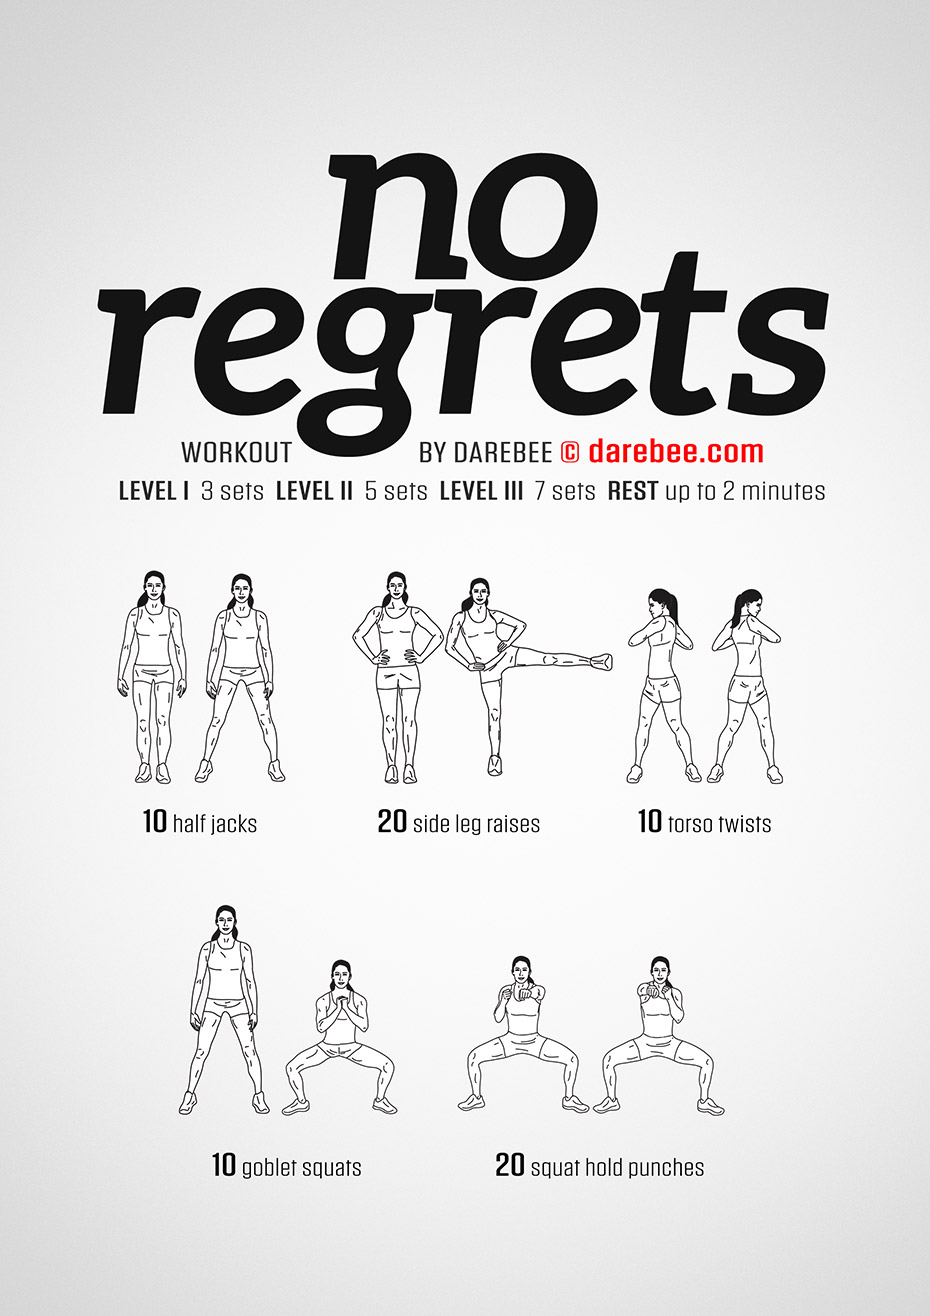 no
regrets
WORKOUT BY DAREBEE © darebee.com
LEVEL I 3 sets LEVEL II 5 sets LEVEL III 7 sets REST up to 2 minutes
10 half jacks
20 side leg raises
10 torso twists
10 goblet squats
20 squat hold punches